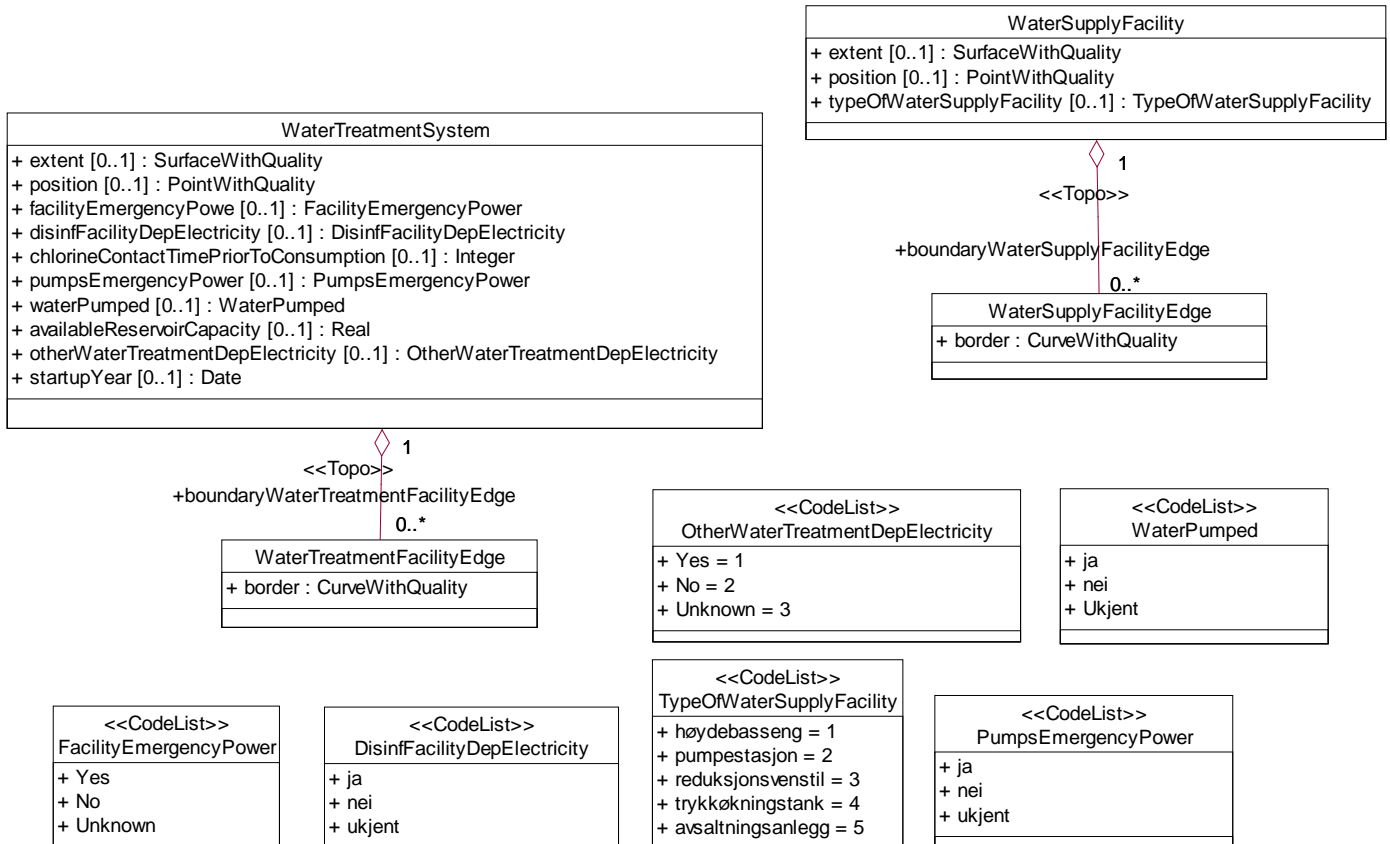 WaterSupplyFacility
+ extent [0..1] : SurfaceWithQuality
+ position [0..1] : PointWithQuality
+ typeOfWaterSupplyFacility [0..1] : TypeOfWaterSupplyFacility
1
<<Topo>>
+boundaryWaterSupplyFacilityEdge
0..*
WaterSupplyFacilityEdge
+ border : CurveWithQuality
WaterTreatmentSystem
+ extent [0..1] : SurfaceWithQuality
+ position [0..1] : PointWithQuality
+ facilityEmergencyPowe [0..1] : FacilityEmergencyPower
+ disinfFacilityDepElectricity [0..1] : DisinfFacilityDepElectricity
+ chlorineContactTimePriorToConsumption [0..1] : Integer
+ pumpsEmergencyPower [0..1] : PumpsEmergencyPower
+ waterPumped [0..1] : WaterPumped
+ availableReservoirCapacity [0..1] : Real
+ otherWaterTreatmentDepElectricity [0..1] : OtherWaterTreatmentDepElectricity
+ startupYear [0..1] : Date
1
<<Topo>>
+boundaryWaterTreatmentFacilityEdge
0..*
WaterTreatmentFacilityEdge
+ border : CurveWithQuality
<<CodeList>>
OtherWaterTreatmentDepElectricity
+ Yes = 1
+ No = 2
+ Unknown = 3
<<CodeList>>
WaterPumped
+ ja
+ nei
+ Ukjent
<<CodeList>>
FacilityEmergencyPower
+ Yes
+ No
+ Unknown
<<CodeList>>
DisinfFacilityDepElectricity
+ ja
+ nei
+ ukjent
<<CodeList>>
TypeOfWaterSupplyFacility
+ høydebasseng = 1
+ pumpestasjon = 2
+ reduksjonsvenstil = 3
+ trykkøkningstank = 4
+ avsaltningsanlegg = 5
<<CodeList>>
PumpsEmergencyPower
+ ja
+ nei
+ ukjent